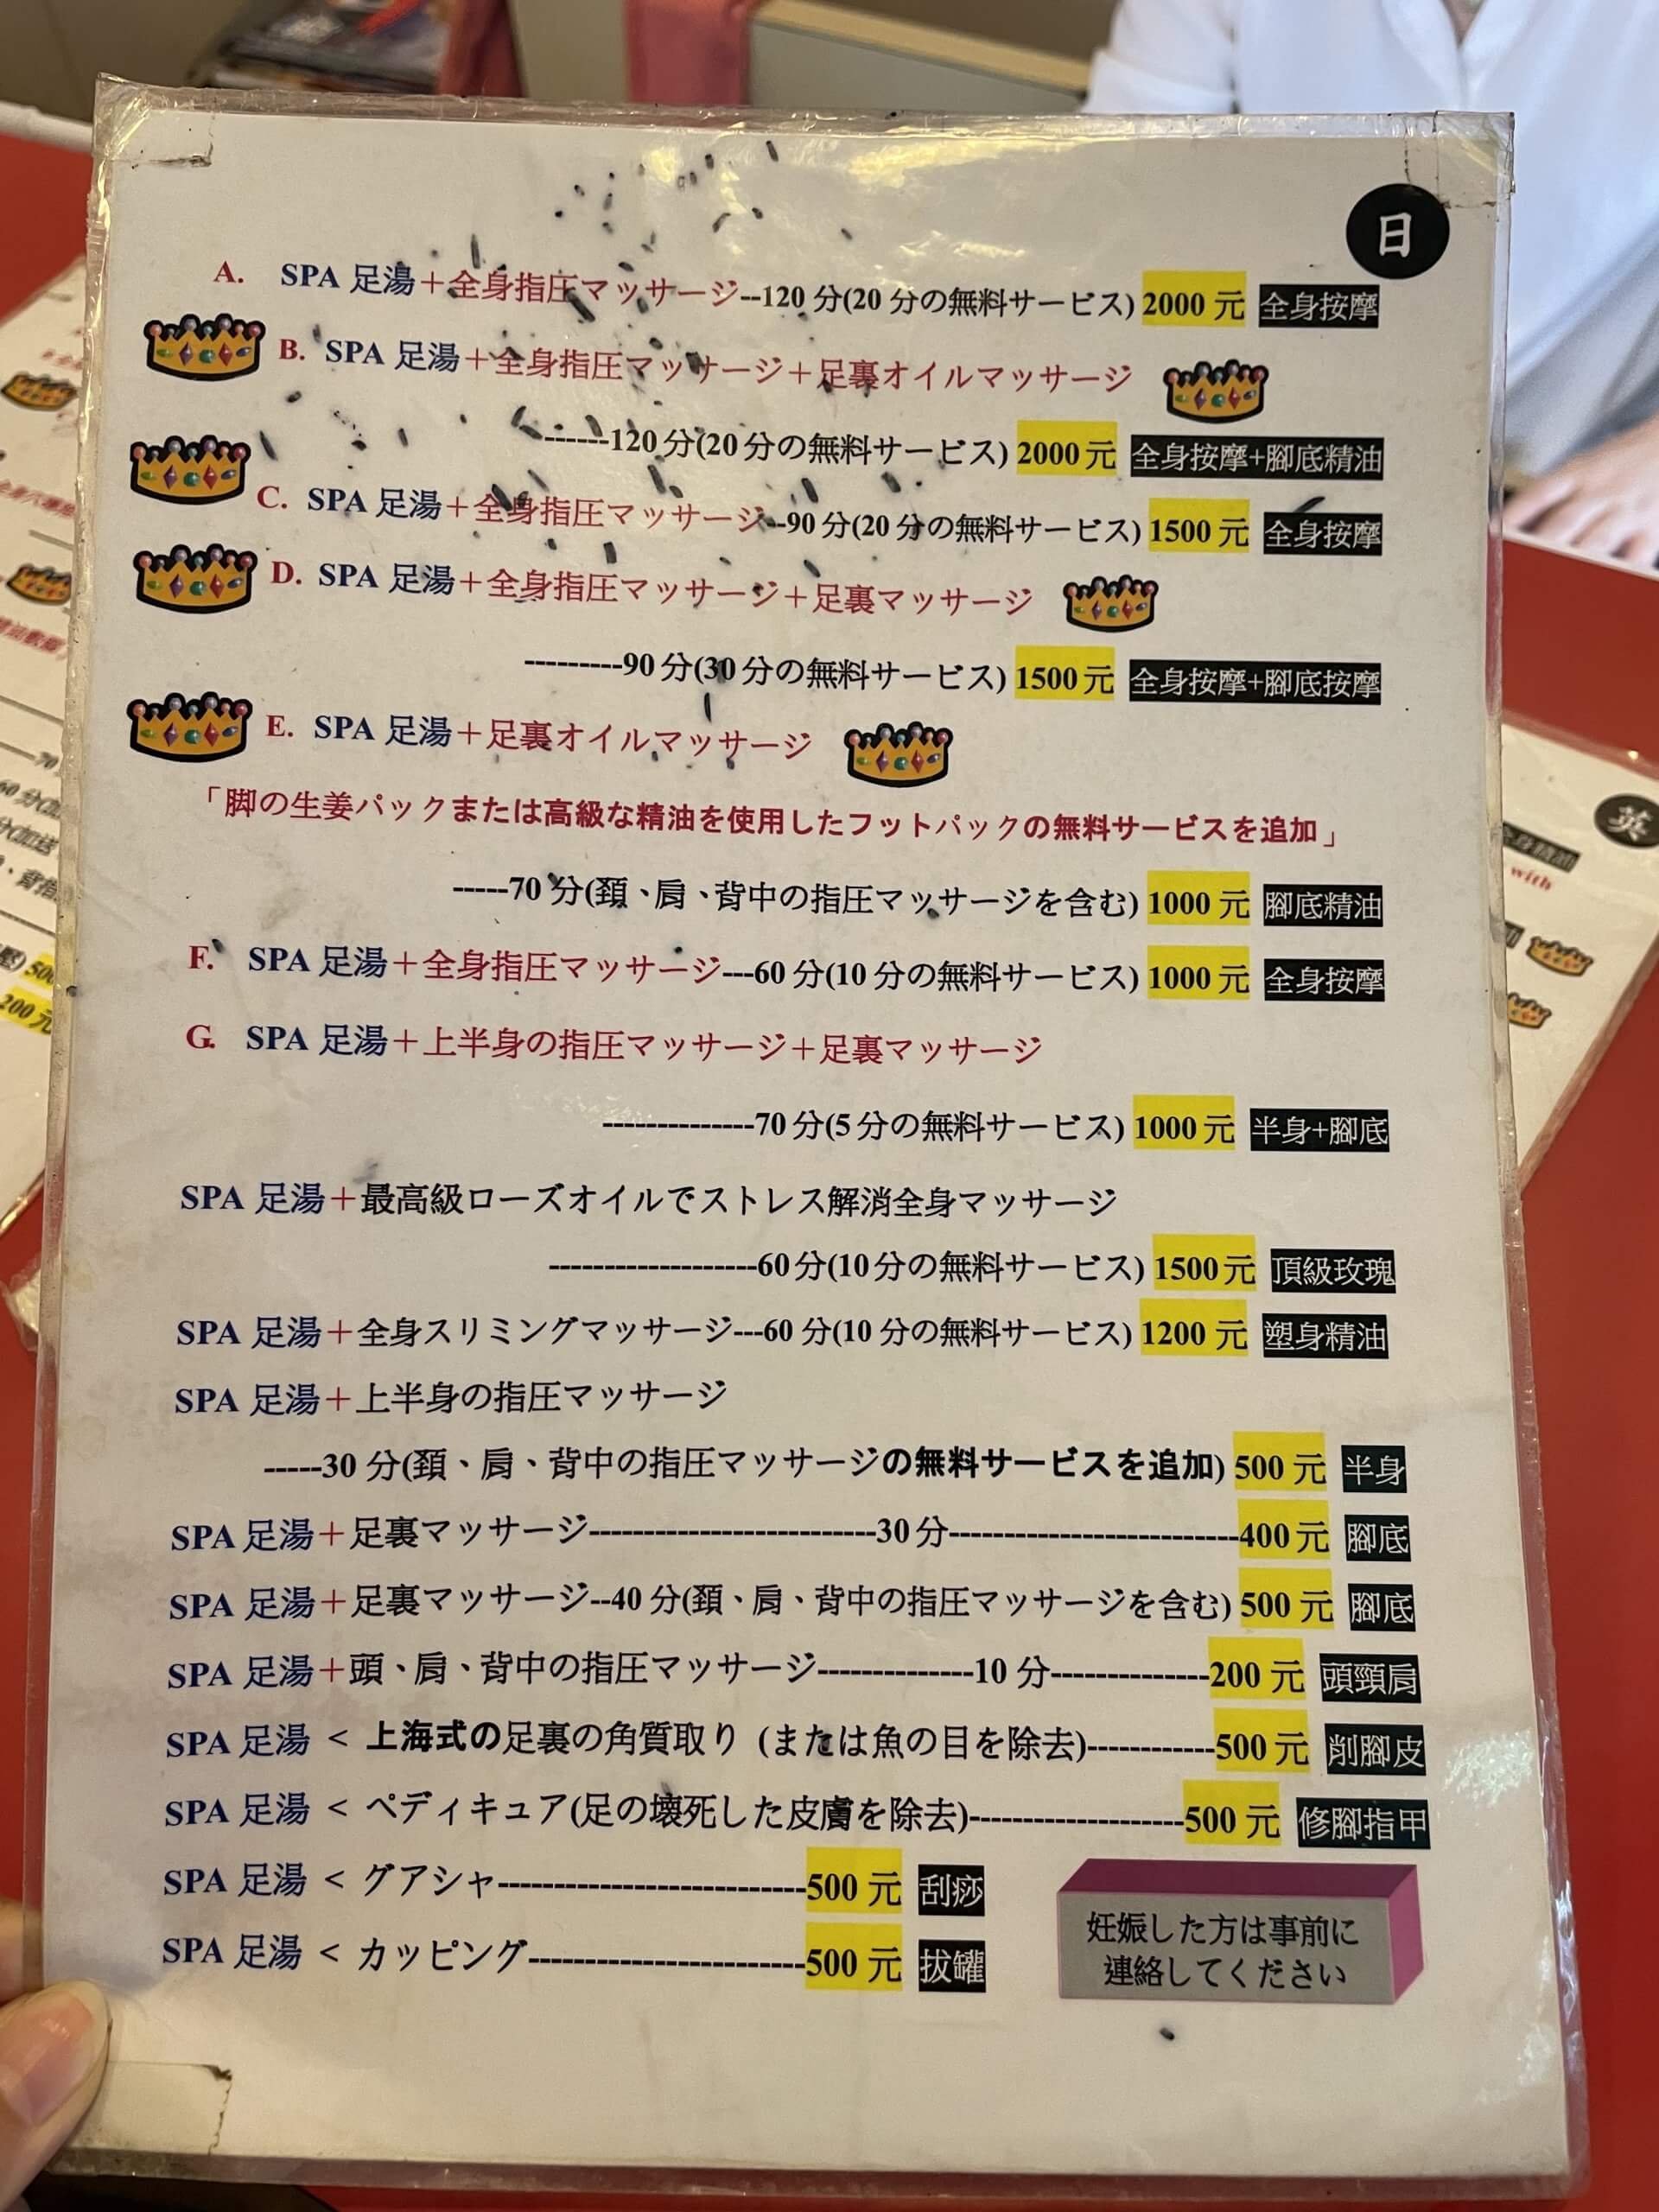 日
A. SPA 足湯＋全身指圧マッサージ--120 分(20 分の無料サービス) 2000 元 全身按摩
B. SPA 足湯＋全身指圧マッサージ＋足裏オイルマッサージ
-------120 分(20 分の無料サービス) 2000 元 全身按摩+腳底精油
C. SPA 足湯＋全身指圧マッサージ--90 分(20 分の無料サービス) 1500 元 全身按摩
D. SPA 足湯＋全身指圧マッサージ＋足裏マッサージ
---------90 分(30 分の無料サービス) 1500 元 全身按摩+腳底按摩
E. SPA 足湯＋足裏オイルマッサージ
「脚の生姜パックまたは高級な精油を使用したフットパックの無料サービスを追加」
-----70 分(頚、肩、背中の指圧マッサージを含む) 1000 元 腳底精油
F. SPA 足湯＋全身指圧マッサージ---60 分(10 分の無料サービス) 1000 元 全身按摩
G. SPA 足湯＋上半身の指圧マッサージ＋足裏マッサージ
--------------70 分(5 分の無料サービス) 1000 元 半身+腳底
SPA 足湯＋最高級ローズオイルでストレス解消全身マッサージ
-------------------60 分(10 分の無料サービス) 1500 元 頂級玫瑰
SPA 足湯＋全身スリミングマッサージ---60 分(10 分の無料サービス) 1200 元 塑身精油
SPA 足湯＋上半身の指圧マッサージ
-----30 分(頚、肩、背中の指圧マッサージの無料サービスを追加) 500 元 半身
SPA 足湯＋足裏マッサージ--------------------------30 分--------------------------400 元 腳底
SPA 足湯＋足裏マッサージ--40 分(頚、肩、背中の指圧マッサージを含む) 500 元 腳底
SPA 足湯＋頭、肩、背中の指圧マッサージ--------------10 分--------------200 元 頭頸肩
SPA 足湯 < 上海式の足裏の角質取り (または魚の目を除去)------------500 元 削腳皮
SPA 足湯 < ペディキュア(足の壊死した皮膚を除去)-------------------500 元 修腳指甲
SPA 足湯 < グアシャ----------------------------500 元 刮痧
SPA 足湯 < カッピング-------------------------500 元 拔罐
妊娠した方は事前に
連絡してください
英
with
200 元